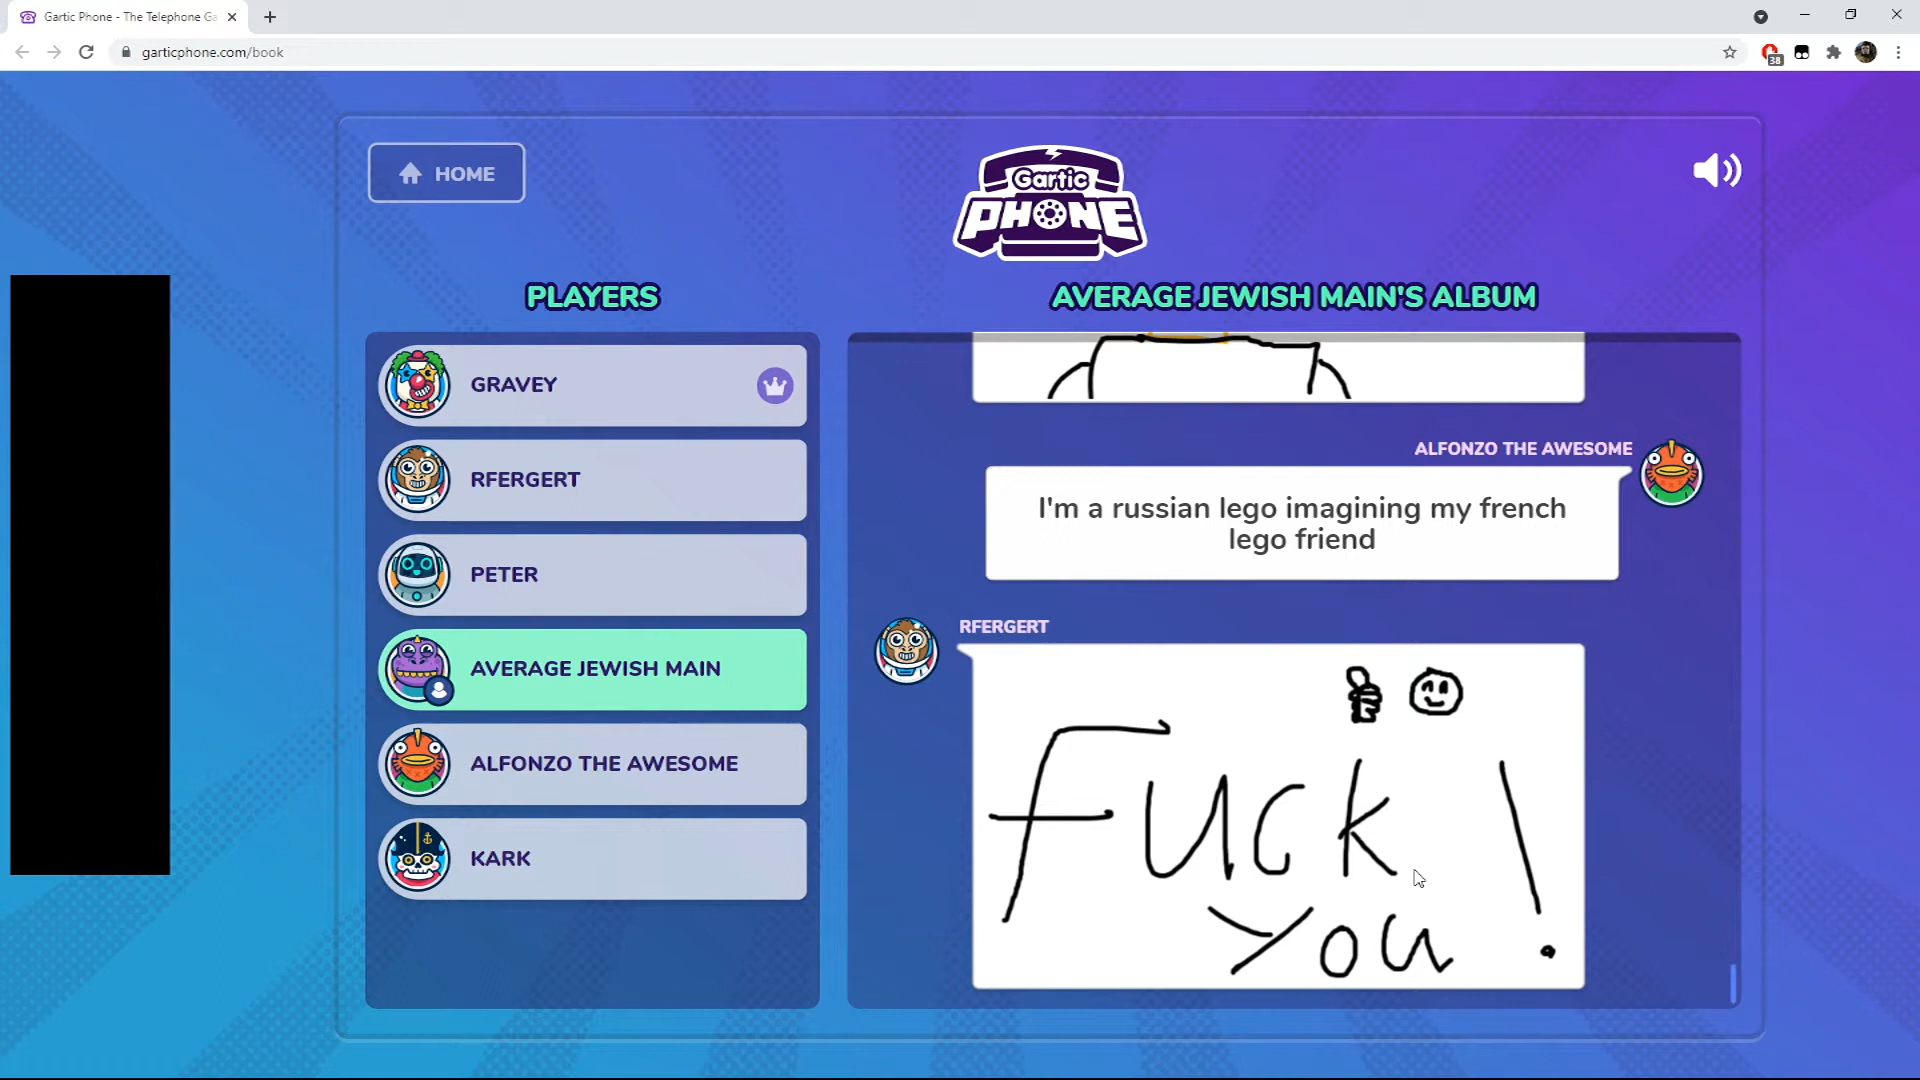 Gartic Phone - The Telephone Ga
garticphone.com/book
38
HOME
Gartic
PHONE
PLAYERS
GRAVEY
RFERGERT
PETER
AVERAGE JEWISH MAIN
ALFONZO THE AWESOME
KARK
AVERAGE JEWISH MAIN'S ALBUM
ALFONZO THE AWESOME
I'm a russian lego imagining my french
lego friend
RFERGERT
Fuck !
you